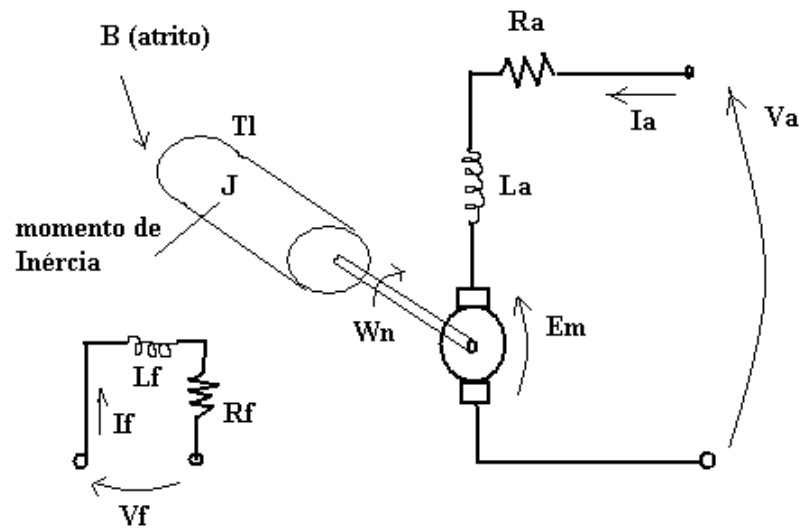 B (atrito)
Ra
Ia
Va
Tl
J
La
momento de
Inércia
Wn
Em
Lf
If
Rf
Vf